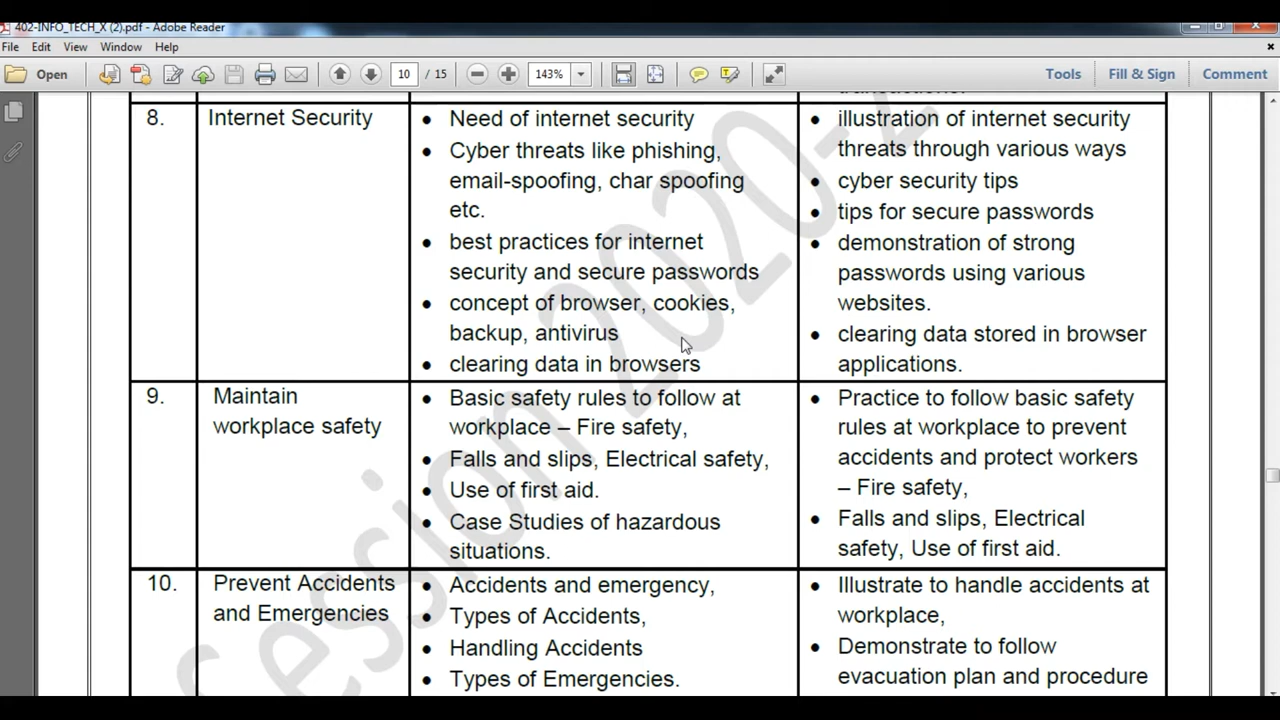 402-INFO_TECH_X (2).pdf - Adobe Reader
File Edit View Window Help
Open 10 / 15 143% Tools Fill & Sign Comment
8. Internet Security
• Need of internet security
• Cyber threats like phishing,
email-spoofing, char spoofing
etc.
• best practices for internet
security and secure passwords
• concept of browser, cookies,
backup, antivirus
• clearing data in browsers
• illustration of internet security
threats through various ways
• cyber security tips
• tips for secure passwords
• demonstration of strong
passwords using various
websites.
• clearing data stored in browser
applications.
9. Maintain
workplace safety
• Basic safety rules to follow at
workplace – Fire safety,
• Falls and slips, Electrical safety,
• Use of first aid.
• Case Studies of hazardous
situations.
• Practice to follow basic safety
rules at workplace to prevent
accidents and protect workers
– Fire safety,
• Falls and slips, Electrical
safety, Use of first aid.
10. Prevent Accidents
and Emergencies
• Accidents and emergency,
• Types of Accidents,
• Handling Accidents
• Types of Emergencies.
• Illustrate to handle accidents at
workplace,
• Demonstrate to follow
evacuation plan and procedure